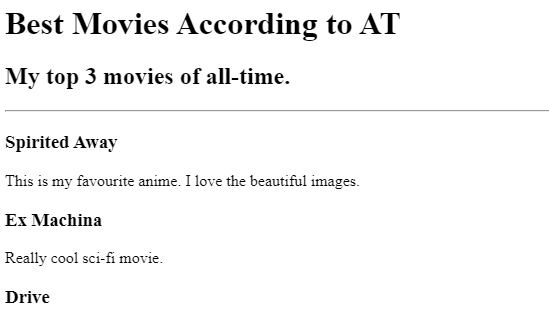 Best Movies According to AT
My top 3 movies of all-time.
Spirited Away
This is my favourite anime. I love the beautiful images.
Ex Machina
Really cool sci-fi movie.
Drive